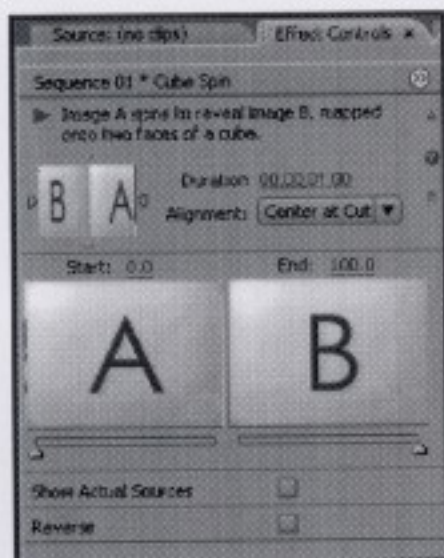 Source: (no clips) Effect Controls ×
Sequence 01 * Cube Spin
Image A spins to reveal image B, mapped
onto two faces of a cube.
B A
Duration 00;00;01;00
Alignment: Center at Cut
Start: 0.0 End: 100.0
A B
Show Actual Sources
Reverse